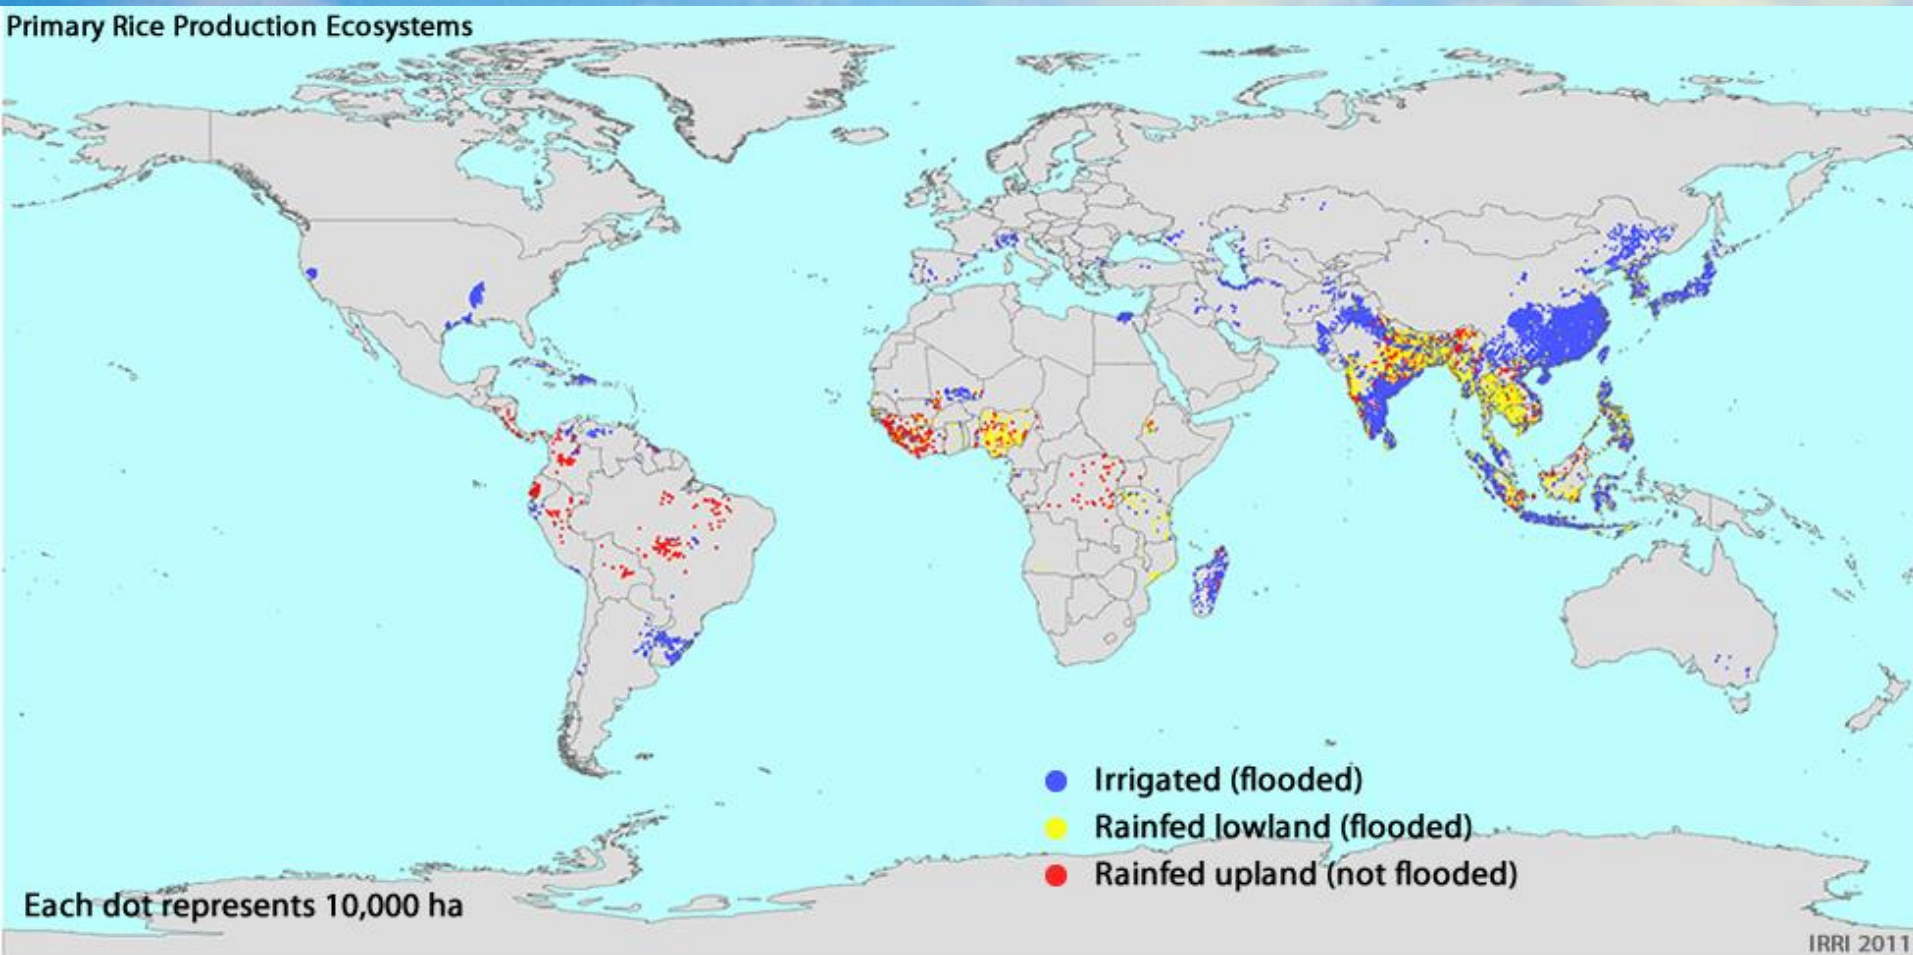 Primary Rice Production Ecosystems
Irrigated (flooded)
Rainfed lowland (flooded)
Rainfed upland (not flooded)
Each dot represents 10,000 ha
IRRI 2011